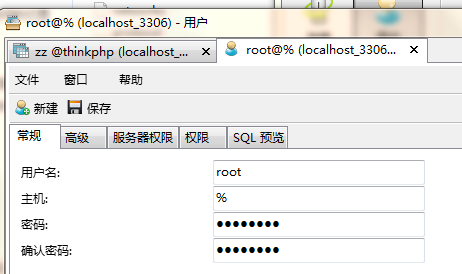 root@% (localhost_3306) - 用户
zz @thinkphp (localhost_... root@% (localhost_3306...
文件 窗口 帮助
新建 保存
常规 高级 服务器权限 权限 SQL 预览
用户名: root
主机: %
密码: ●●●●●●●●
确认密码: ●●●●●●●●